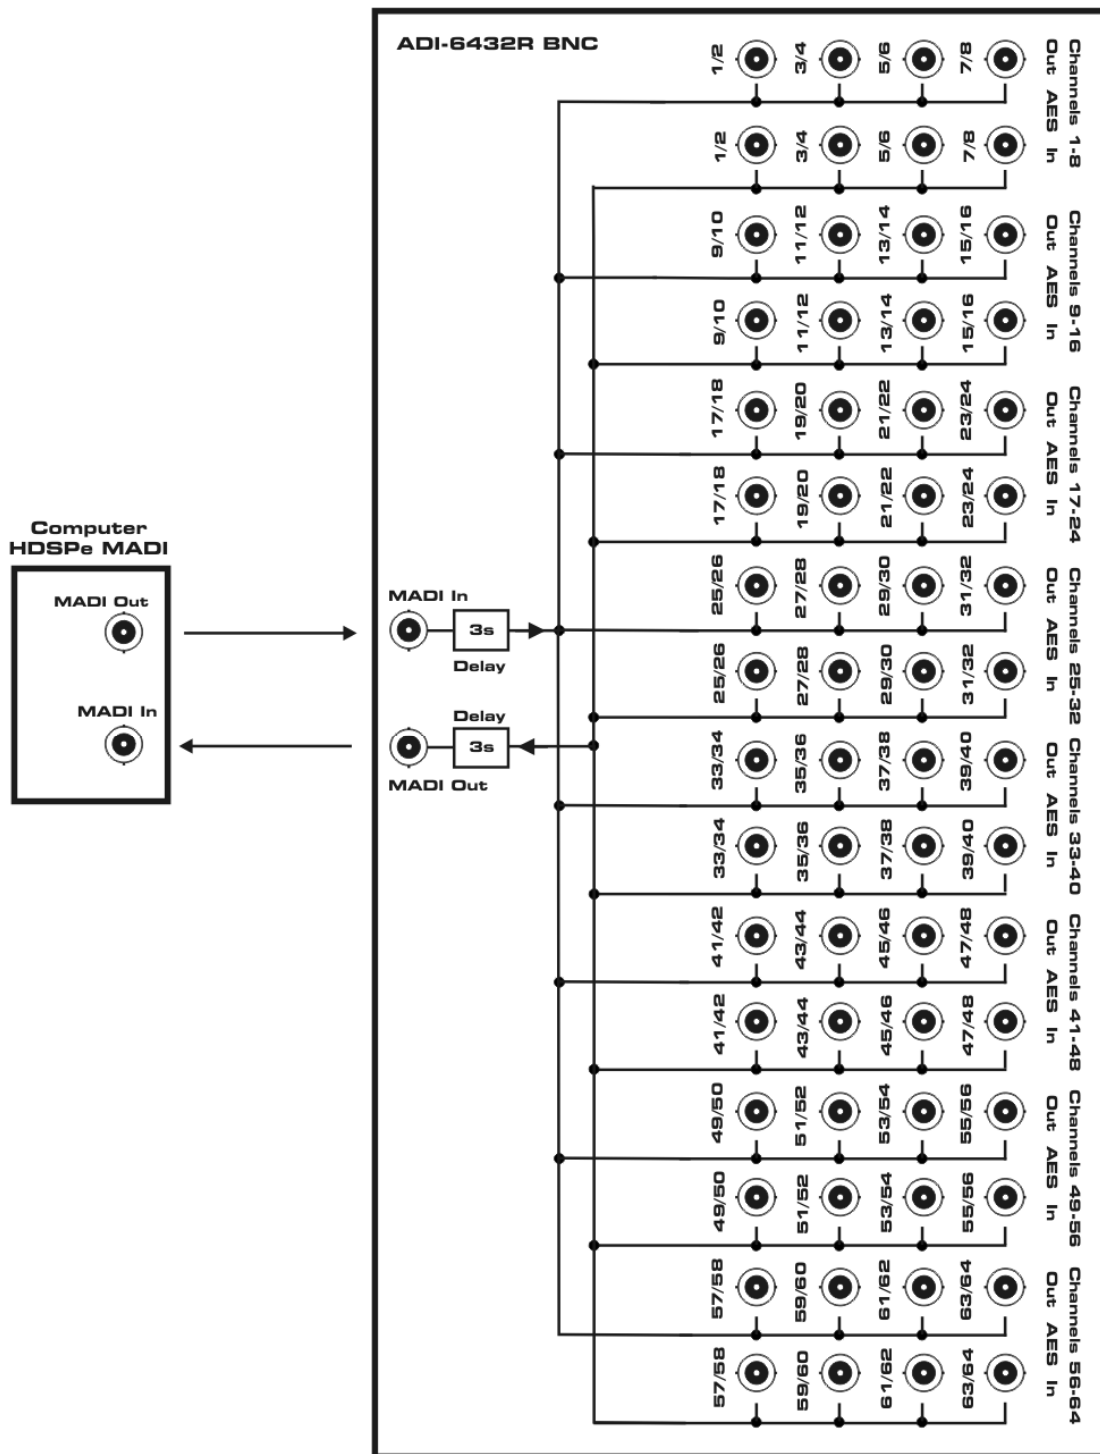 ADI-6432R BNC
1/2 3/4 5/6 7/8
Channels 1-8
Out AES In
1/2 3/4 5/6 7/8
9/10 11/12 13/14 15/16
Channels 9-16
Out AES In
9/10 11/12 13/14 15/16
17/18 19/20 21/22 23/24
Channels 17-24
Out AES In
17/18 19/20 21/22 23/24
Computer
HDSPe MADI
MADI Out
MADI In
MADI In
3s
Delay
Delay
3s
MADI Out
25/26 27/28 29/30 31/32
Channels 25-32
Out AES In
25/26 27/28 29/30 31/32
33/34 35/36 37/38 39/40
Channels 33-40
Out AES In
33/34 35/36 37/38 39/40
41/42 43/44 45/46 47/48
Channels 41-48
Out AES In
41/42 43/44 45/46 47/48
49/50 51/52 53/54 55/56
Channels 49-56
Out AES In
49/50 51/52 53/54 55/56
57/58 59/60 61/62 63/64
Channels 56-64
Out AES In
57/58 59/60 61/62 63/64